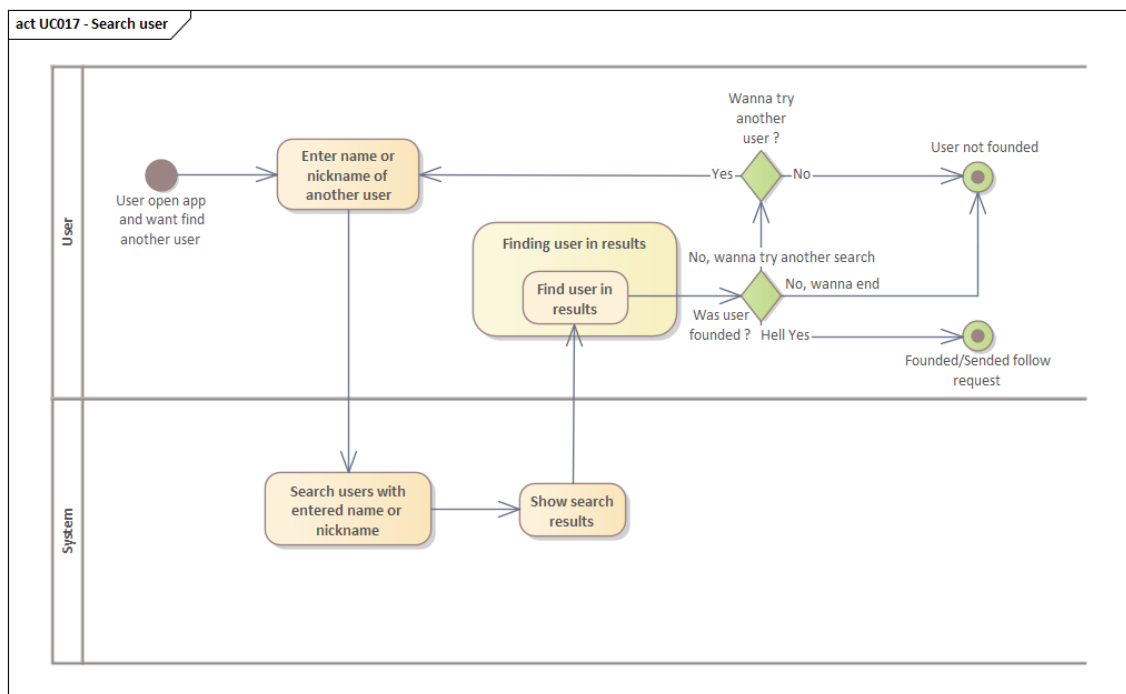 act UC017 - Search user
User
System
User open app
and want find
another user
Enter name or
nickname of
another user
Wanna try
another
user ?
Yes
No
User not founded
Finding user in results
Find user in
results
No, wanna try another search
No, wanna end
Was user
founded ?
Hell Yes
Founded/Sended follow
request
Search users with
entered name or
nickname
Show search
results